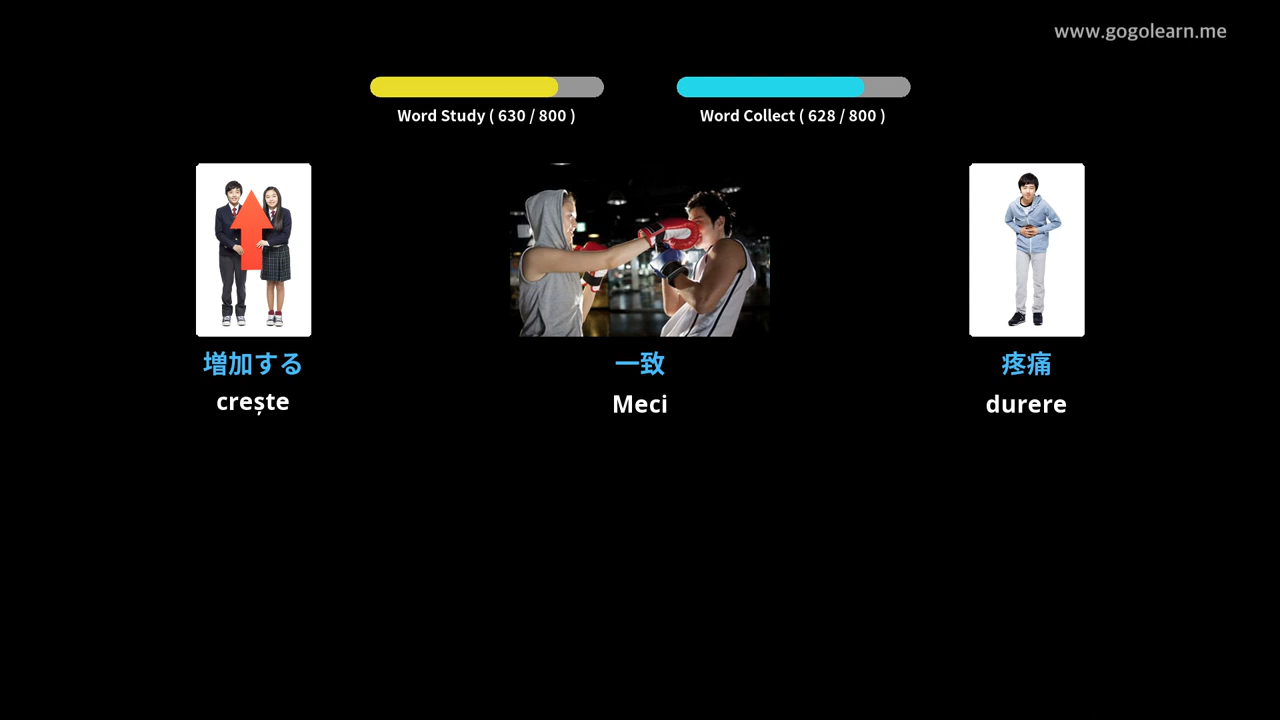 www.gogolearn.me
Word Study ( 630 / 800 )
Word Collect ( 628 / 800 )
増加する
crește
一致
Meci
疼痛
durere